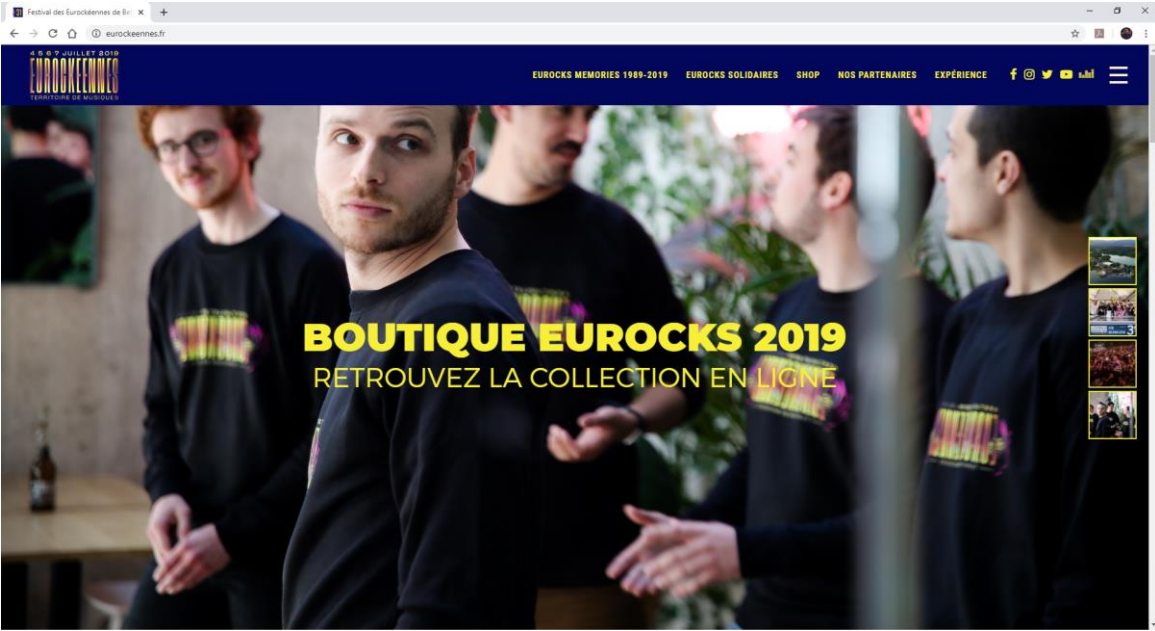 Festival des Eurockéennes de Be
eurockeennes.fr
4 5 6 7 JUILLET 2019
EUROCKEENNES
TERRITOIRE DE MUSIQUES
EUROCKS MEMORIES 1989-2019 EUROCKS SOLIDAIRES SHOP NOS PARTENAIRES EXPÉRIENCE
BOUTIQUE EUROCKS 2019
RETROUVEZ LA COLLECTION EN LIGNE